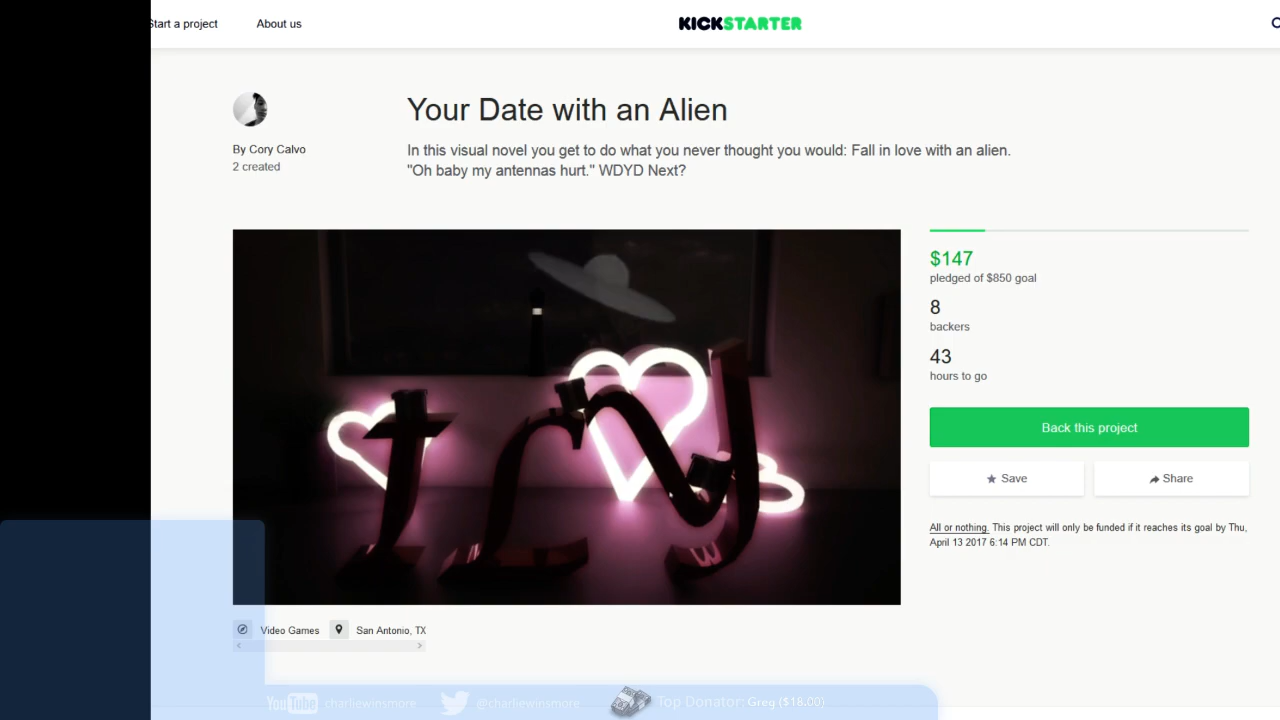 Start a project
About us
KICKSTARTER
Your Date with an Alien
By Cory Calvo
2 created
In this visual novel you get to do what you never thought you would: Fall in love with an alien.
"Oh baby my antennas hurt." WDYD Next?
$147
pledged of $850 goal
8
backers
43
hours to go
Back this project
Save
Share
All or nothing. This project will only be funded if it reaches its goal by Thu,
April 13 2017 6:14 PM CDT.
Video Games
San Antonio, TX
YouTube charliewinsmore
@charliewinsmore
Top Donator: Greg ($18.00)